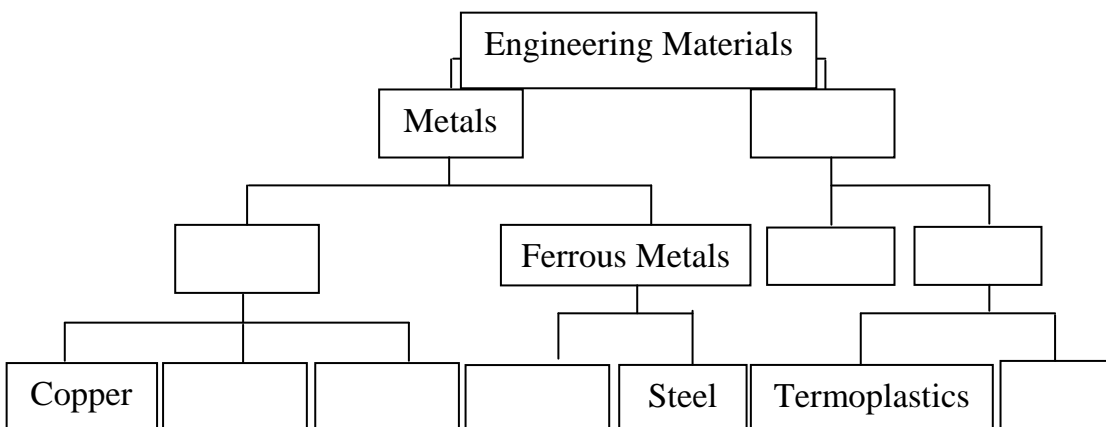 Engineering Materials
Metals
Ferrous Metals
Copper
Steel
Termoplastics